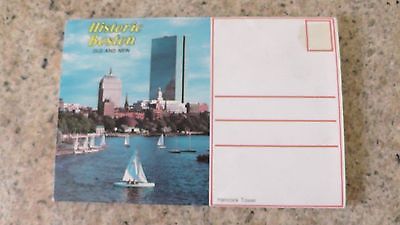 Historic
Boston
OLD AND NEW
Hancock Tower